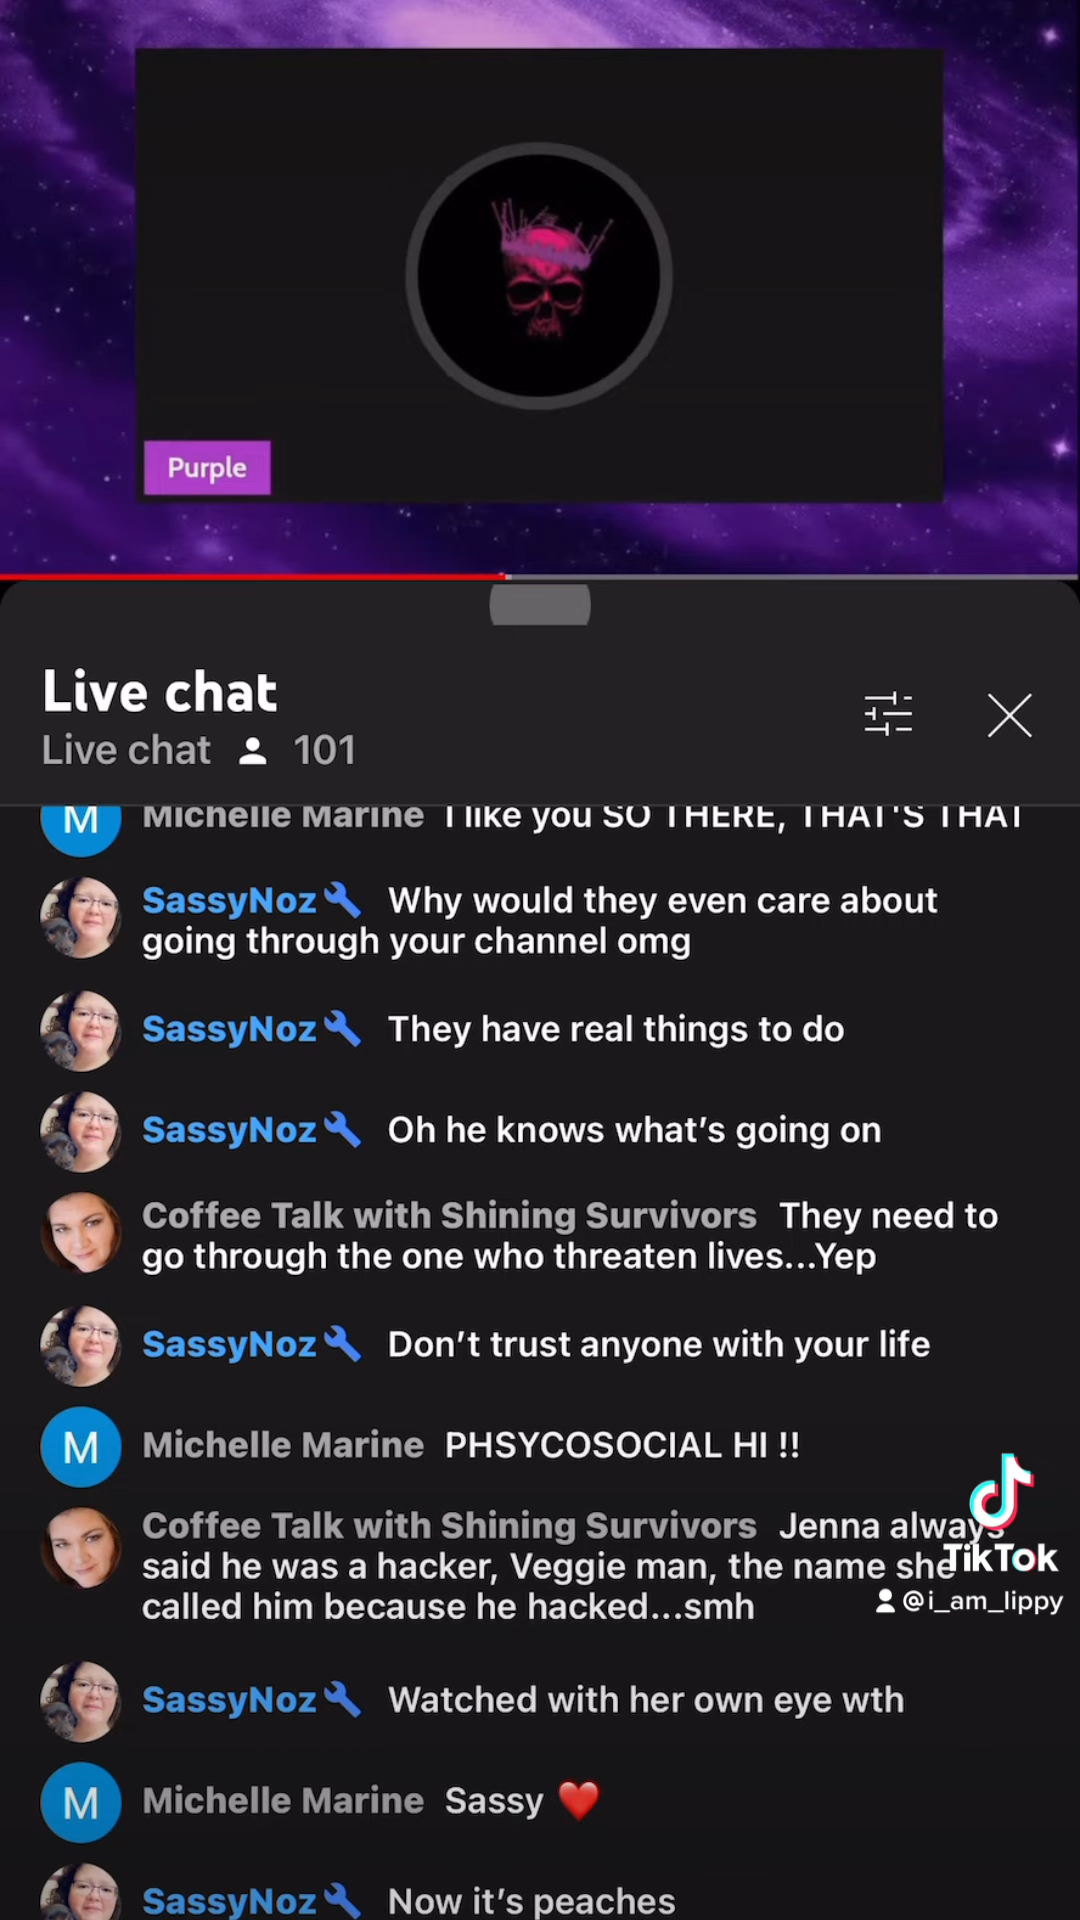 Purple
Live chat
Live chat 101
M Michelle Marine I like you SO THERE, THAT'S THAT
SassyNoz Why would they even care about
going through your channel omg
SassyNoz They have real things to do
SassyNoz Oh he knows what's going on
Coffee Talk with Shining Survivors They need to
go through the one who threaten lives...Yep
SassyNoz Don't trust anyone with your life
M Michelle Marine PHSYCOSOCIAL HI !!
Coffee Talk with Shining Survivors Jenna always
said he was a hacker, Veggie man, the name she
called him because he hacked...smh
TikTok
@i_am_lippy
SassyNoz Watched with her own eye wth
M Michelle Marine Sassy ❤️
SassyNoz Now it's peaches